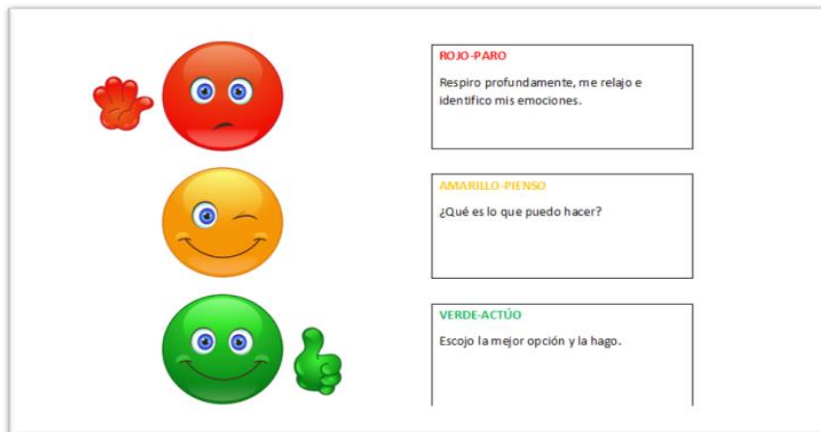 ROJO-PARO
Respiro profundamente, me relajo e
identifico mis emociones.
AMARILLO-PIENSO
¿Qué es lo que puedo hacer?
VERDE-ACTÚO
Escojo la mejor opción y la hago.